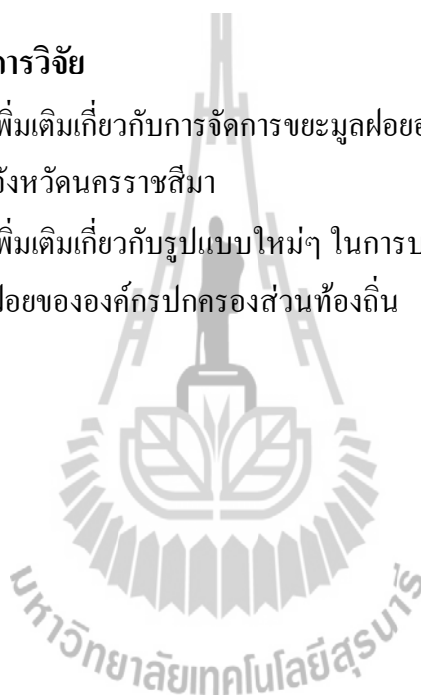 การวิจัย
พิ่มเติมเกี่ยวกับการจัดการขยะมูลฝอยอ
จังหวัดนครราชสีมา
พิ่มเติมเกี่ยวกับรูปแบบใหม่ๆ ในการบ
ฝอยขององค์กรปกครองส่วนท้องถิ่น
มหาวิทยาลัยเทคโนโลยีสุรนารี